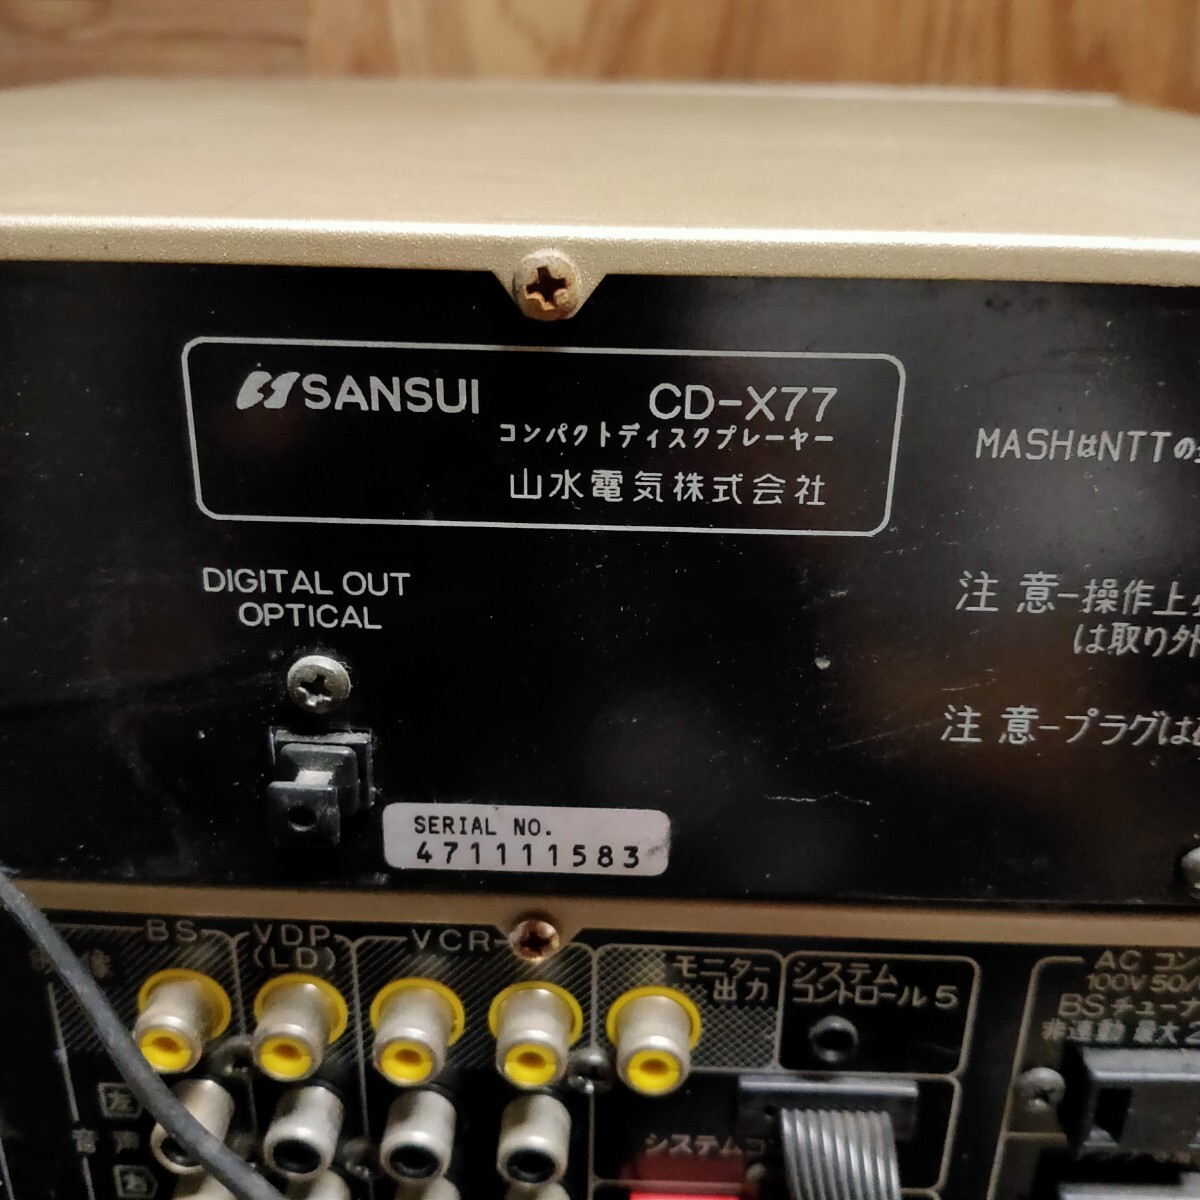 SANSUI CD-X77
コンパクトディスクプレーヤー
山水電気株式会社
MASHはNTTの
DIGITAL OUT
OPTICAL
注意-操作上
は取り外
注意-プラグは
SERIAL NO.
471111583
BS VDP VCR
(LD)
モニター
出力
システム
コントロール5
AC コン
100V 50/
BSチューナ
非連動 最大
左
音声
システムコ